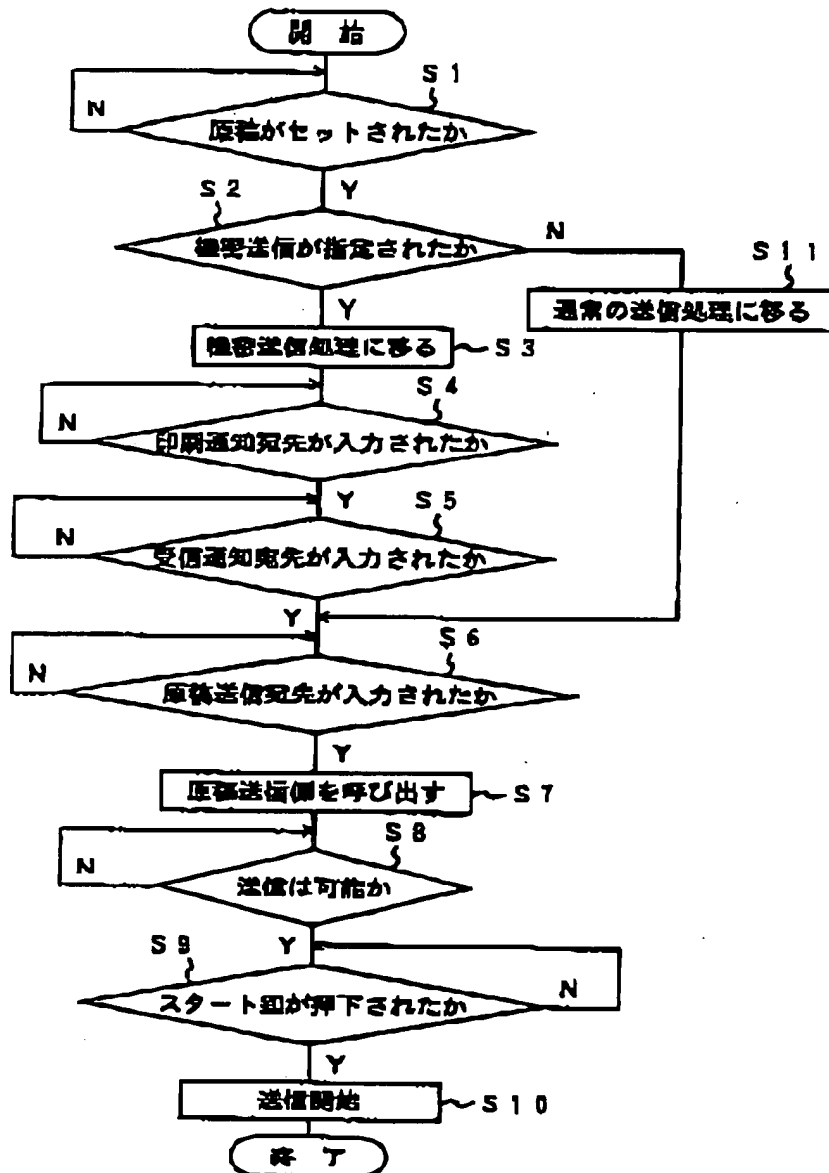 開 始
S1
N
原稿がセットされたか
Y
S2
機密送信が指定されたか
N
S11
通常の送信処理に移る
Y
機密送信処理に移る
S3
S4
N
印刷通知宛先が入力されたか
Y
S5
N
受信通知宛先が入力されたか
Y
S6
N
原稿送信宛先が入力されたか
Y
原稿送信側を呼び出す
S7
S8
N
送信は可能か
S9
Y
スタート釦が押下されたか
N
Y
送信開始
S10
終 了